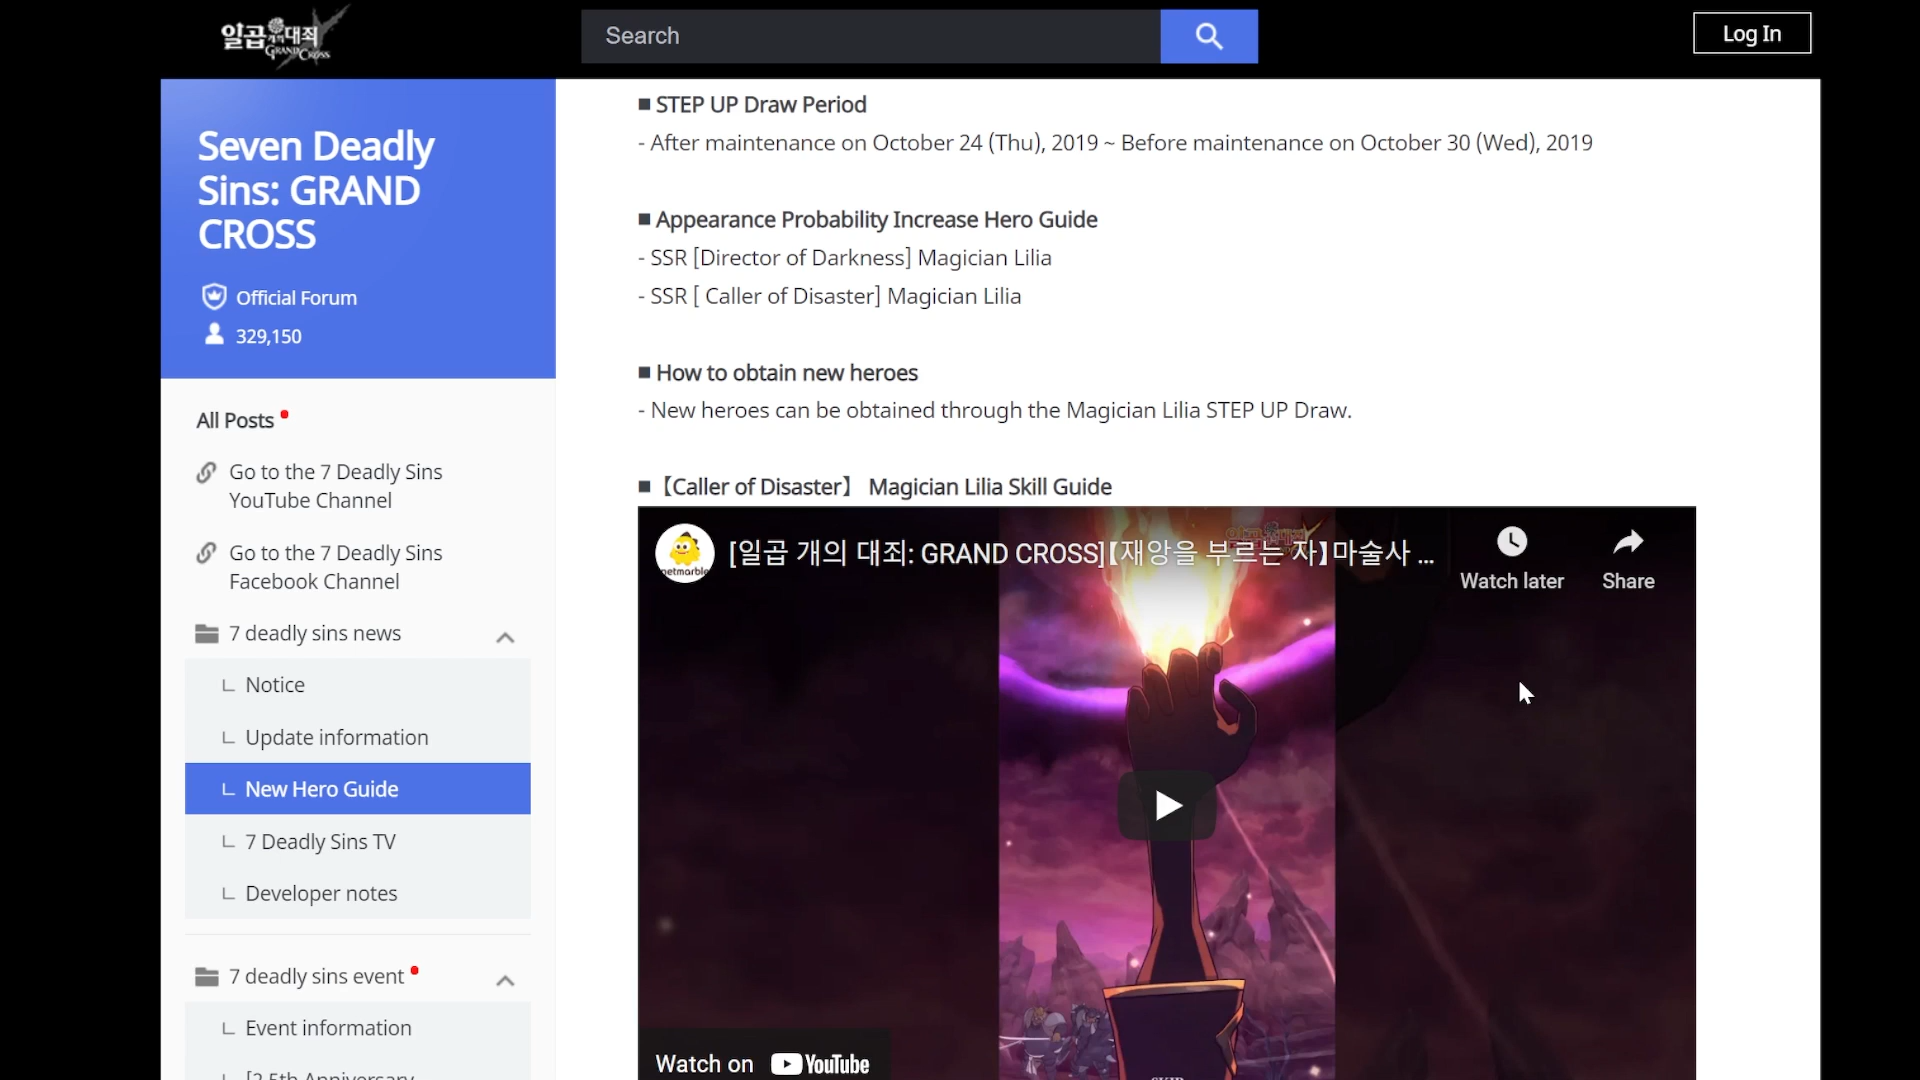 일곱 개의 대죄
GRAND CROSS
Search
Log In
Seven Deadly
Sins: GRAND
CROSS
Official Forum
329,150
All Posts
Go to the 7 Deadly Sins
YouTube Channel
Go to the 7 Deadly Sins
Facebook Channel
7 deadly sins news
Notice
Update information
New Hero Guide
7 Deadly Sins TV
Developer notes
7 deadly sins event
Event information
■ STEP UP Draw Period
- After maintenance on October 24 (Thu), 2019 ~ Before maintenance on October 30 (Wed), 2019
■ Appearance Probability Increase Hero Guide
- SSR [Director of Darkness] Magician Lilia
- SSR [ Caller of Disaster] Magician Lilia
■ How to obtain new heroes
- New heroes can be obtained through the Magician Lilia STEP UP Draw.
■【Caller of Disaster】 Magician Lilia Skill Guide
netmarble
[일곱 개의 대죄: GRAND CROSS]【재앙을 부르는 자】마술사 ...
Watch later
Share
Watch on YouTube